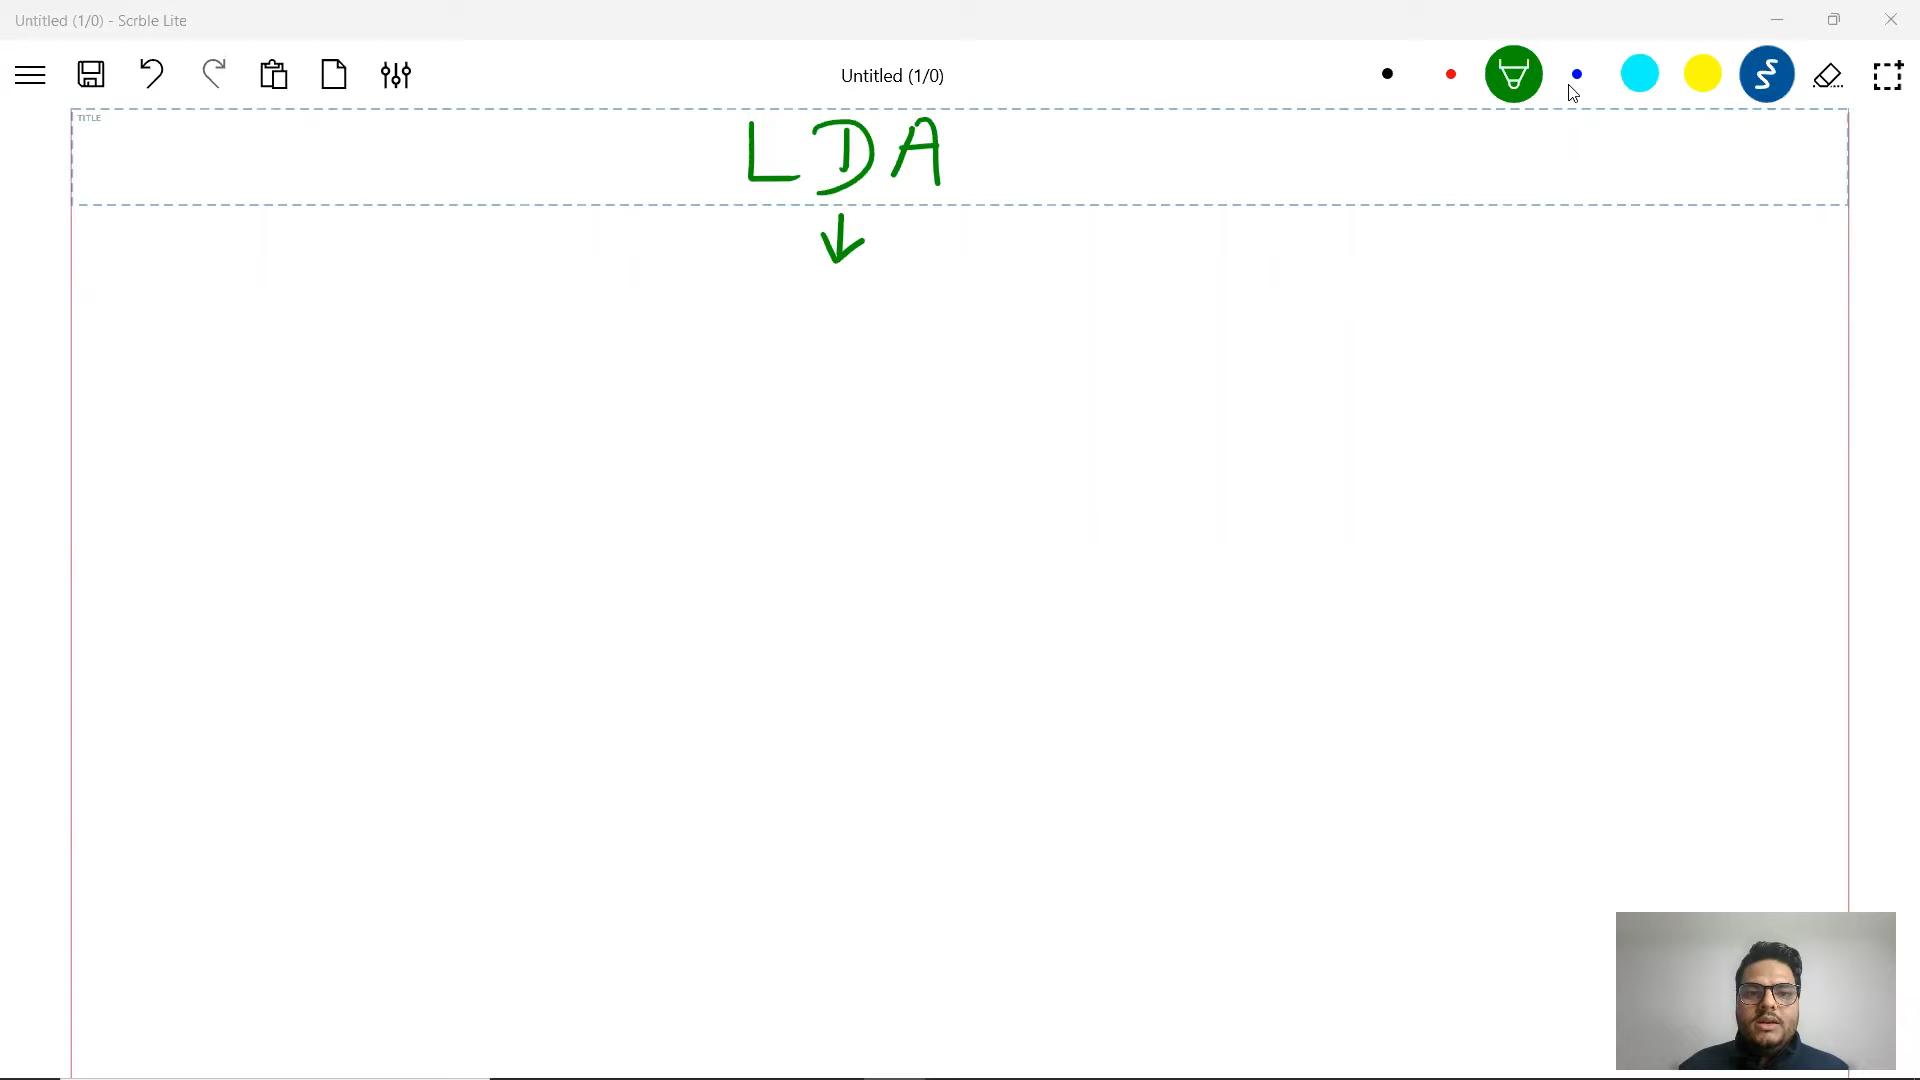 Untitled (1/0) - Scrble Lite
Untitled (1/0)
TITLE
LDA